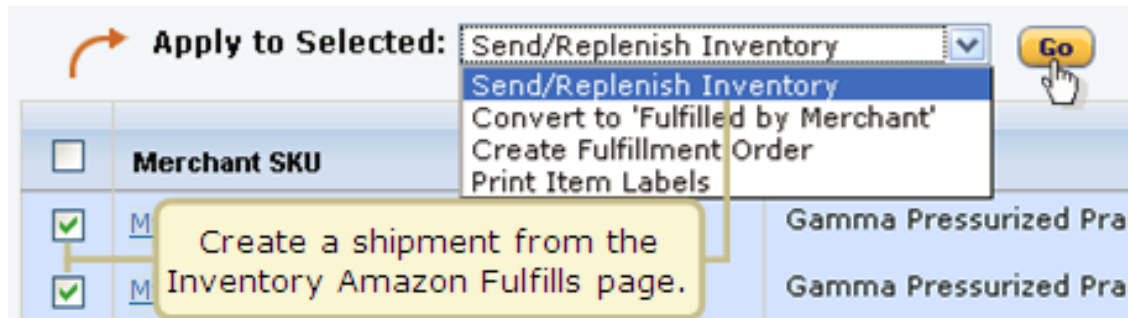 Apply to Selected: Send/Replenish Inventory Go
Send/Replenish Inventory
Convert to 'Fulfilled by Merchant'
Create Fulfillment Order
Print Item Labels
Merchant SKU
Gamma Pressurized Pra
Create a shipment from the
Inventory Amazon Fulfills page.
Gamma Pressurized Pra